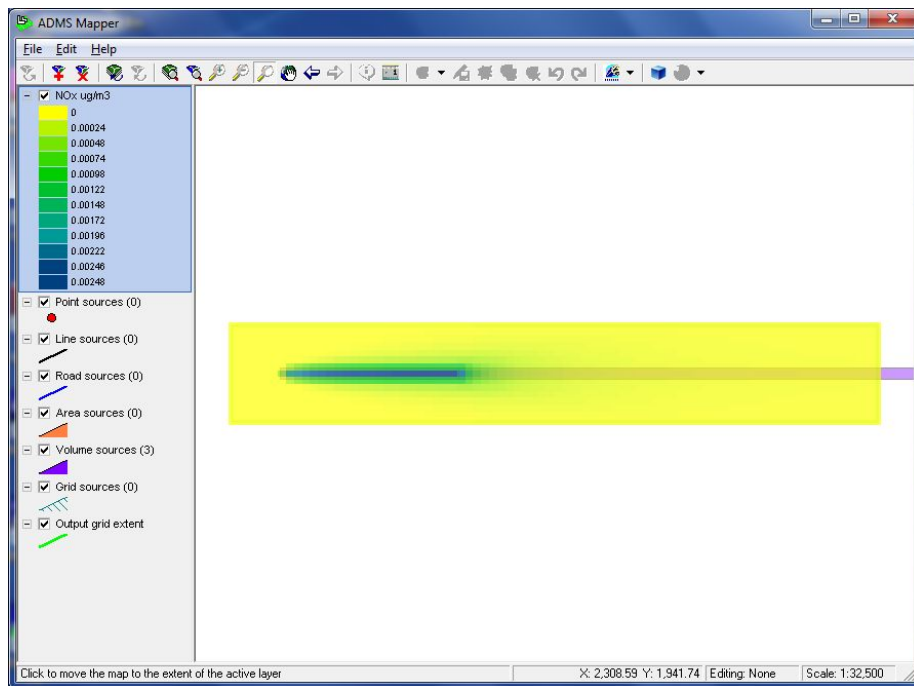 ADMS Mapper
File Edit Help
NOx ug/m3
0
0.00024
0.00048
0.00074
0.00098
0.00122
0.00148
0.00172
0.00196
0.00222
0.00246
0.00248
Point sources (0)
Line sources (0)
Road sources (0)
Area sources (0)
Volume sources (3)
Grid sources (0)
Output grid extent
Click to move the map to the extent of the active layer X: 2,308.59 Y: 1,941.74 Editing: None Scale: 1:32,500